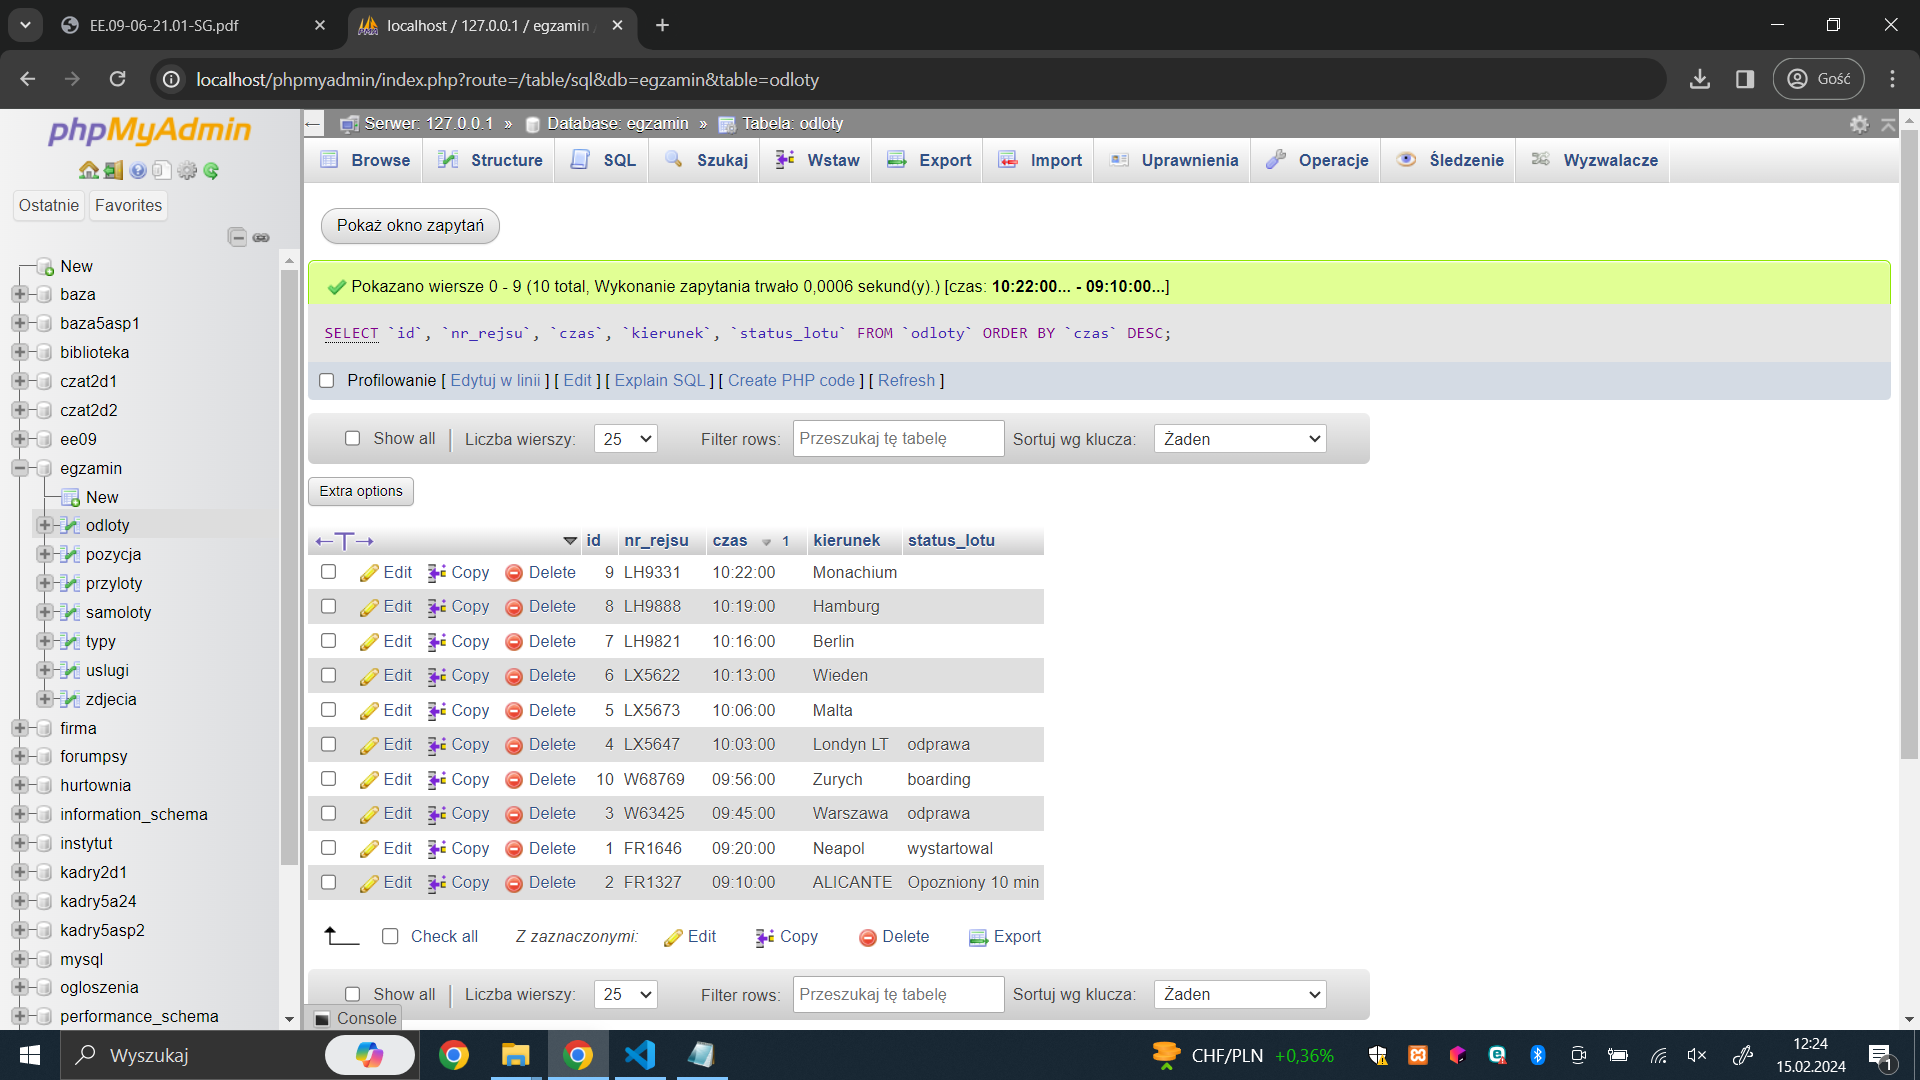 EE.09-06-21.01-SG.pdf
localhost / 127.0.0.1 / egzamin
localhost/phpmyadmin/index.php?route=/table/sql&db=egzamin&table=odloty
Gość
phpMyAdmin
Ostatnie Favorites
New
baza
baza5asp1
biblioteka
czat2d1
czat2d2
ee09
egzamin
New
odloty
pozycja
przyloty
samoloty
typy
uslugi
zdjecia
firma
forumpsy
hurtownia
information_schema
instytut
kadry2d1
kadry5a24
kadry5asp2
mysql
ogloszenia
performance_schema
Serwer: 127.0.0.1 » Database: egzamin » Tabela: odloty
Browse Structure SQL Szukaj Wstaw Export Import Uprawnienia Operacje Śledzenie Wyzwalacze
Pokaż okno zapytań
Pokazano wiersze 0 - 9 (10 total, Wykonanie zapytania trwało 0,0006 sekund(y).) [czas: 10:22:00... - 09:10:00...]
SELECT `id`, `nr_rejsu`, `czas`, `kierunek`, `status_lotu` FROM `odloty` ORDER BY `czas` DESC;
Profilowanie [ Edytuj w linii ] [ Edit ] [ Explain SQL ] [ Create PHP code ] [ Refresh ]
Show all Liczba wierszy: 25 Filter rows: Przeszukaj tę tabelę Sortuj wg klucza: Żaden
Extra options
id nr_rejsu czas 1 kierunek status_lotu
Edit Copy Delete 9 LH9331 10:22:00 Monachium
Edit Copy Delete 8 LH9888 10:19:00 Hamburg
Edit Copy Delete 7 LH9821 10:16:00 Berlin
Edit Copy Delete 6 LX5622 10:13:00 Wieden
Edit Copy Delete 5 LX5673 10:06:00 Malta
Edit Copy Delete 4 LX5647 10:03:00 Londyn LT odprawa
Edit Copy Delete 10 W68769 09:56:00 Zurych boarding
Edit Copy Delete 3 W63425 09:45:00 Warszawa odprawa
Edit Copy Delete 1 FR1646 09:20:00 Neapol wystartowal
Edit Copy Delete 2 FR1327 09:10:00 ALICANTE Opozniony 10 min
Check all Z zaznaczonymi: Edit Copy Delete Export
Show all Liczba wierszy: 25 Filter rows: Przeszukaj tę tabelę Sortuj wg klucza: Żaden
Console
Wyszukaj
CHF/PLN +0,36%
12:24
15.02.2024
1